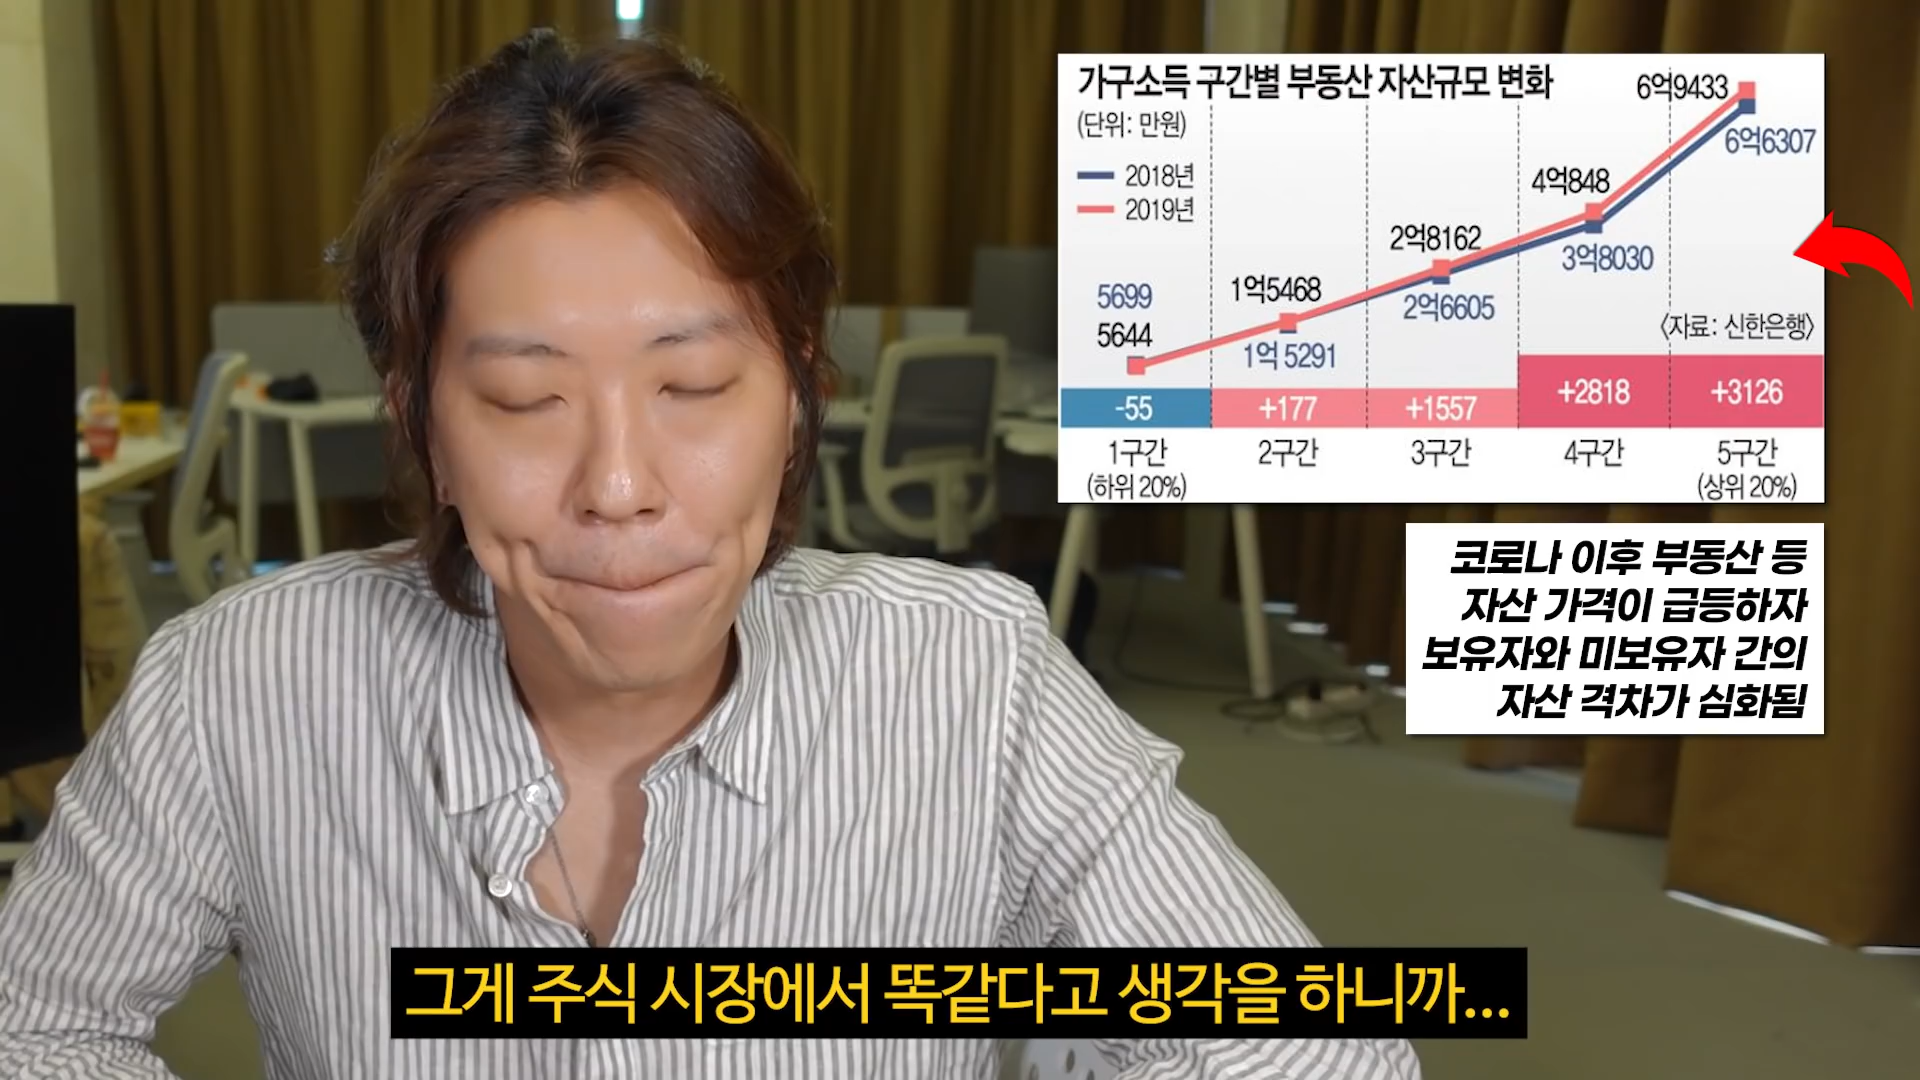 가구소득 구간별 부동산 자산규모 변화
(단위: 만원)
2018년
2019년
5699
5644
1억5468
1억 5291
2억8162
2억6605
4억848
3억8030
6억9433
6억6307
〈자료: 신한은행〉
-55
+177
+1557
+2818
+3126
1구간
(하위 20%)
2구간
3구간
4구간
5구간
(상위 20%)
코로나 이후 부동산 등
자산 가격이 급등하자
보유자와 미보유자 간의
자산 격차가 심화됨
그게 주식 시장에서 똑같다고 생각을 하니까...